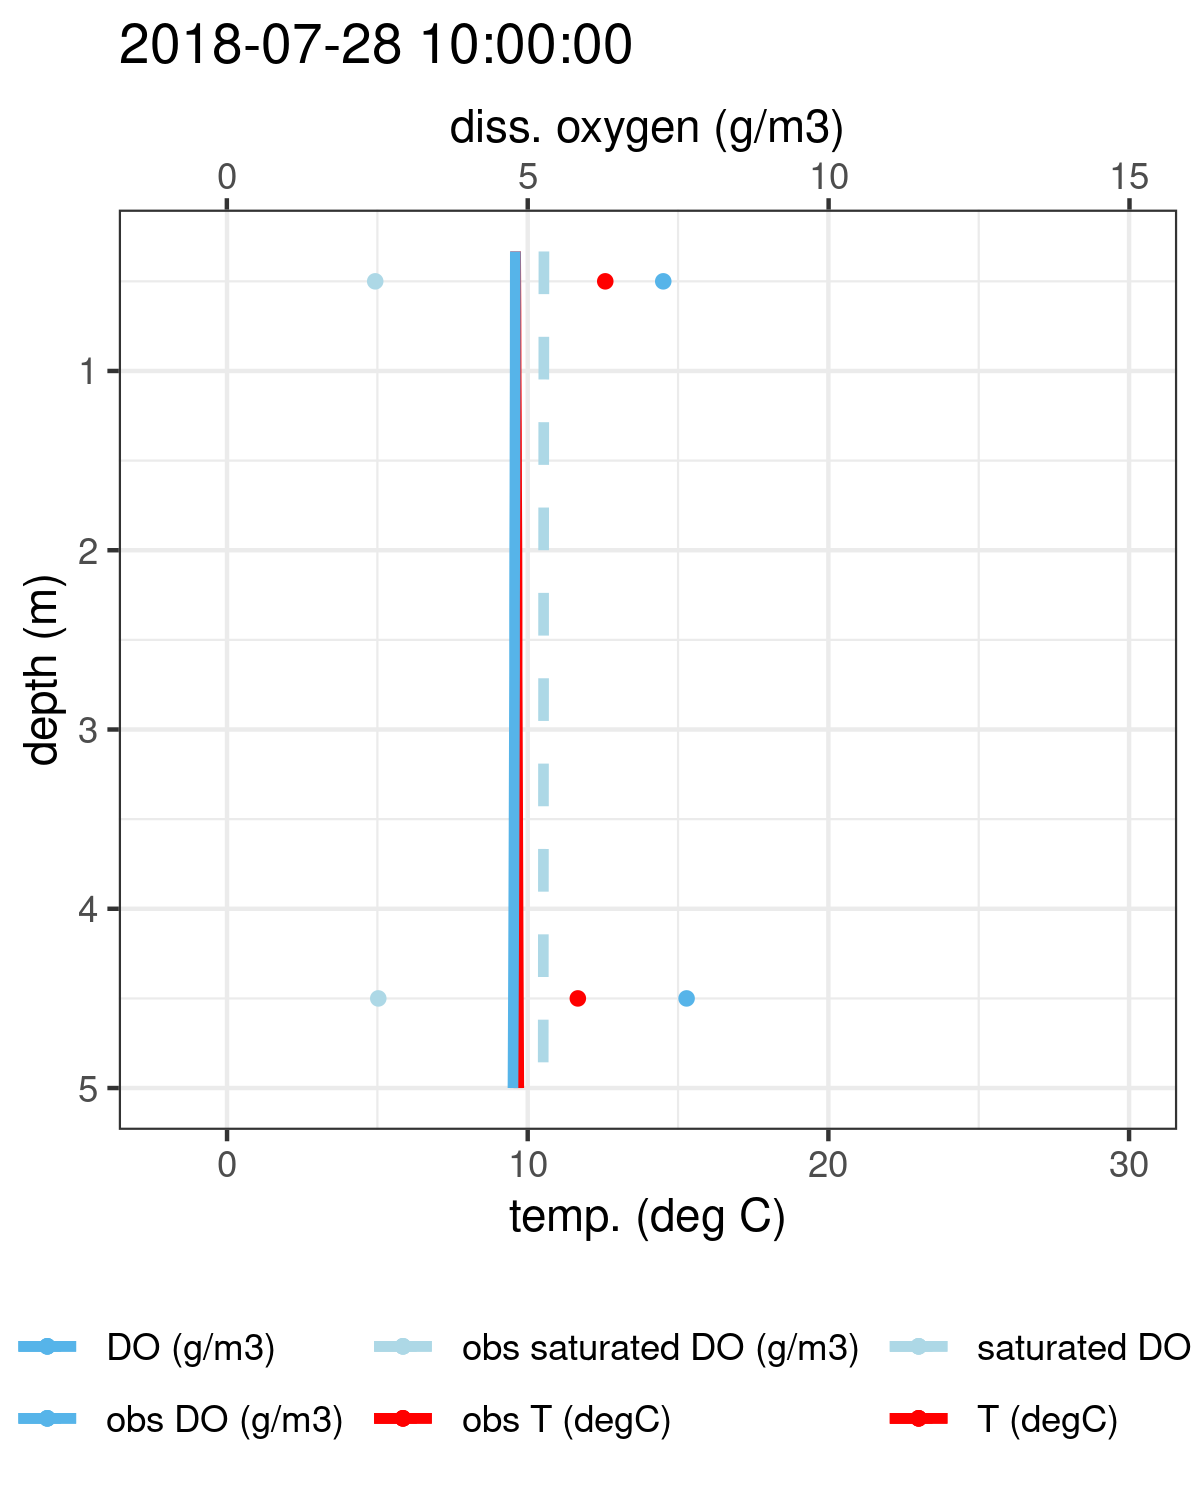 2018-07-28 10:00:00
diss. oxygen (g/m3)
0 5 10 15
1
2
3
4
5
depth (m)
0 10 20 30
temp. (deg C)
DO (g/m3) obs saturated DO (g/m3) saturated DO
obs DO (g/m3) obs T (degC) T (degC)